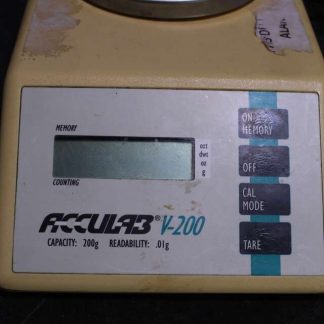 MEMORY
ozt
dwt
oz
g
COUNTING
ACCULAB® V-200
CAPACITY: 200g READABILITY: .01g
ON
MEMORY
OFF
CAL
MODE
TARE